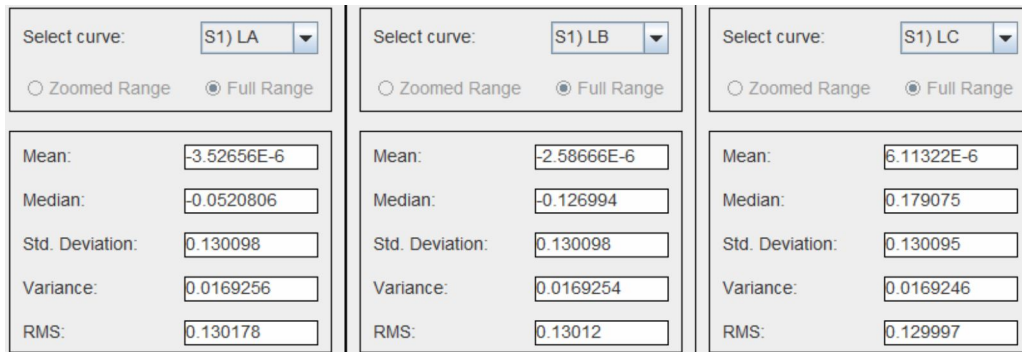 Select curve: S1) LA
Zoomed Range Full Range
Mean: -3.52656E-6
Median: -0.0520806
Std. Deviation: 0.130098
Variance: 0.0169256
RMS: 0.130178
Select curve: S1) LB
Zoomed Range Full Range
Mean: -2.58666E-6
Median: -0.126994
Std. Deviation: 0.130098
Variance: 0.0169254
RMS: 0.13012
Select curve: S1) LC
Zoomed Range Full Range
Mean: 6.11322E-6
Median: 0.179075
Std. Deviation: 0.130095
Variance: 0.0169246
RMS: 0.129997